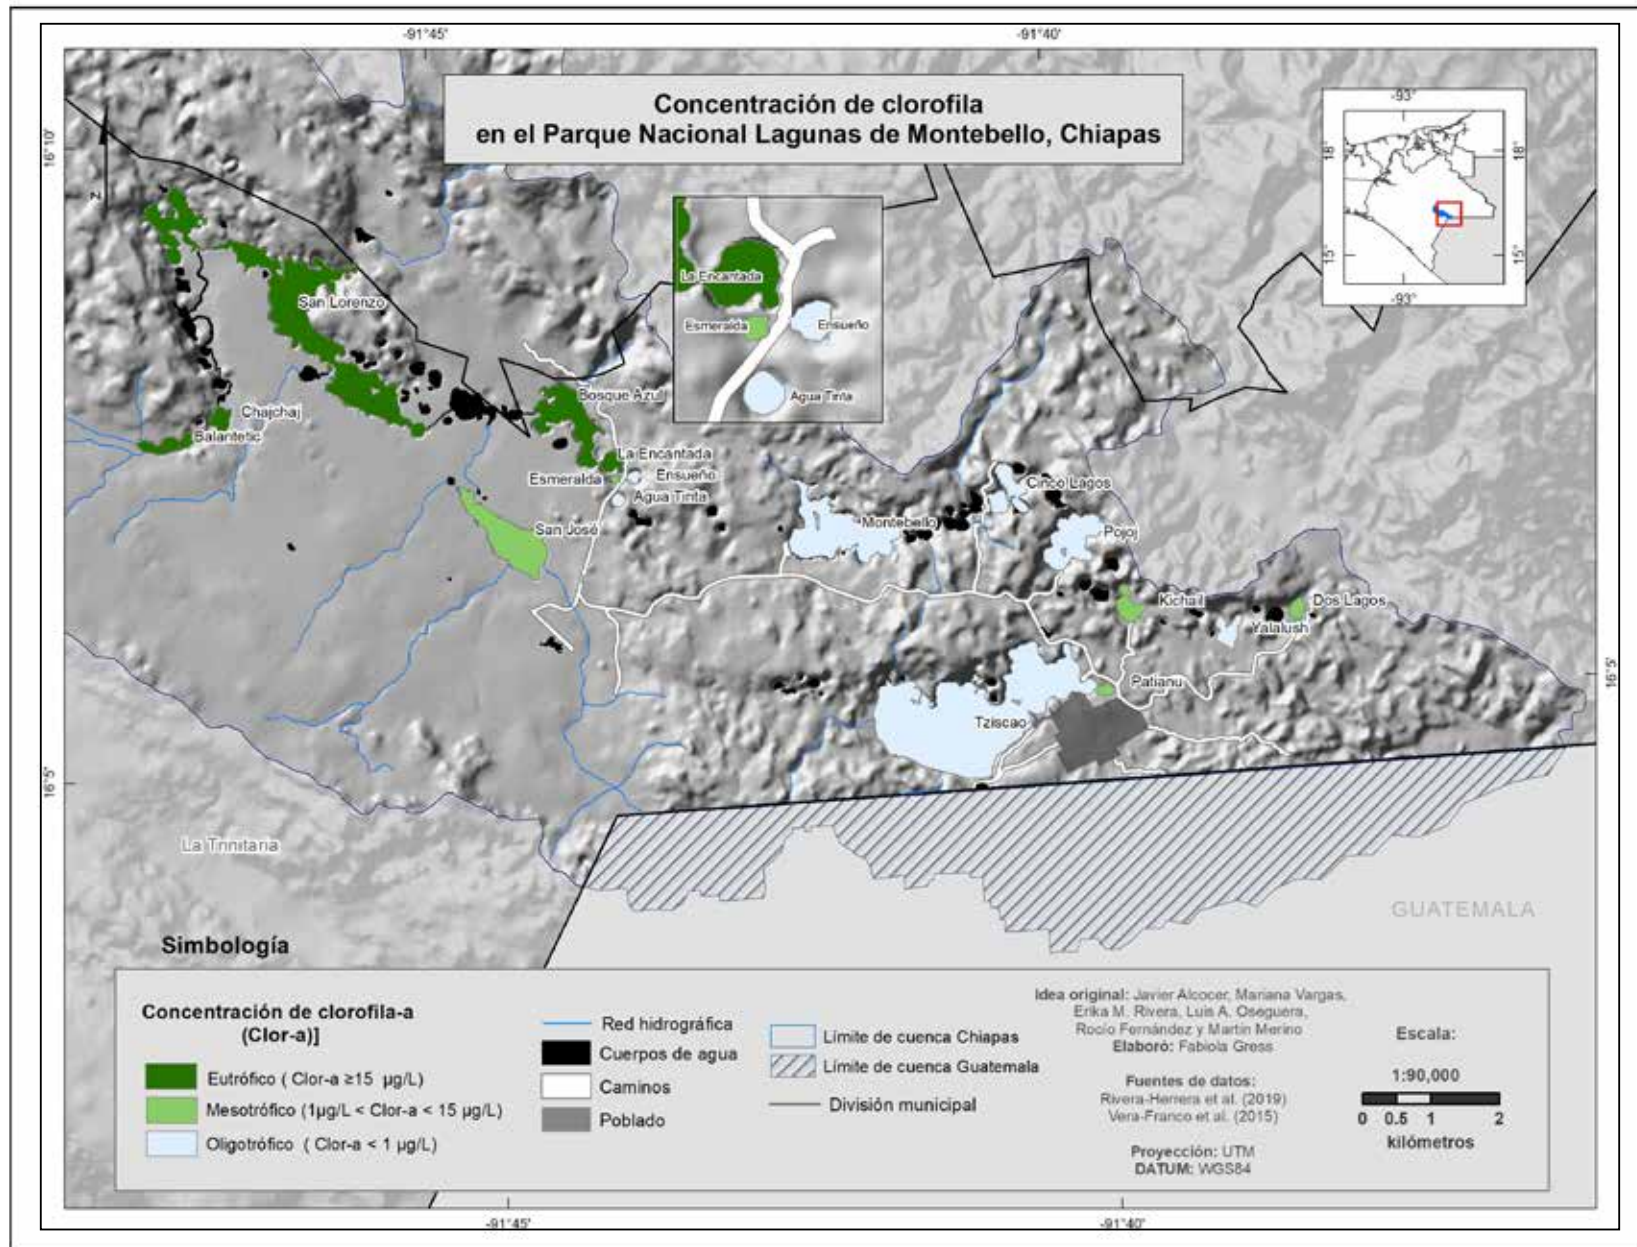 -91°45'
-91°40'
Concentración de clorofila
en el Parque Nacional Lagunas de Montebello, Chiapas
-93°
18°
18°
15°
15°
-93°
16°10'
N
La Encantada
Esmeralda
Ensueño
Agua Tinta
San Lorenzo
Bosque Azul
Chajchaj
Balantetic
La Encantada
Esmeralda
Ensueño
Agua Tinta
San José
Cinco Lagos
Montebello
Pojoj
Kichail
Dos Lagos
Yalalush
Patianu
Tziscao
16°5'
16°5'
La Trinitaria
GUATEMALA
Simbología
Concentración de clorofila-a
(Clor-a)]
Eutrófico ( Clor-a ≥15 µg/L)
Mesotrófico (1µg/L < Clor-a < 15 µg/L)
Oligotrófico ( Clor-a < 1 µg/L)
Red hidrográfica
Cuerpos de agua
Caminos
Poblado
Límite de cuenca Chiapas
Límite de cuenca Guatemala
División municipal
Idea original: Javier Alcocer, Mariana Vargas,
Erika M. Rivera, Luis A. Oseguera,
Rocío Fernández y Martín Merino
Elaboró: Fabiola Gress
Fuentes de datos:
Rivera-Herrera et al. (2019)
Vera-Franco et al. (2015)
Proyección: UTM
DATUM: WGS84
Escala:
1:90,000
0 0.5 1 2
kilómetros
-91°45'
-91°40'